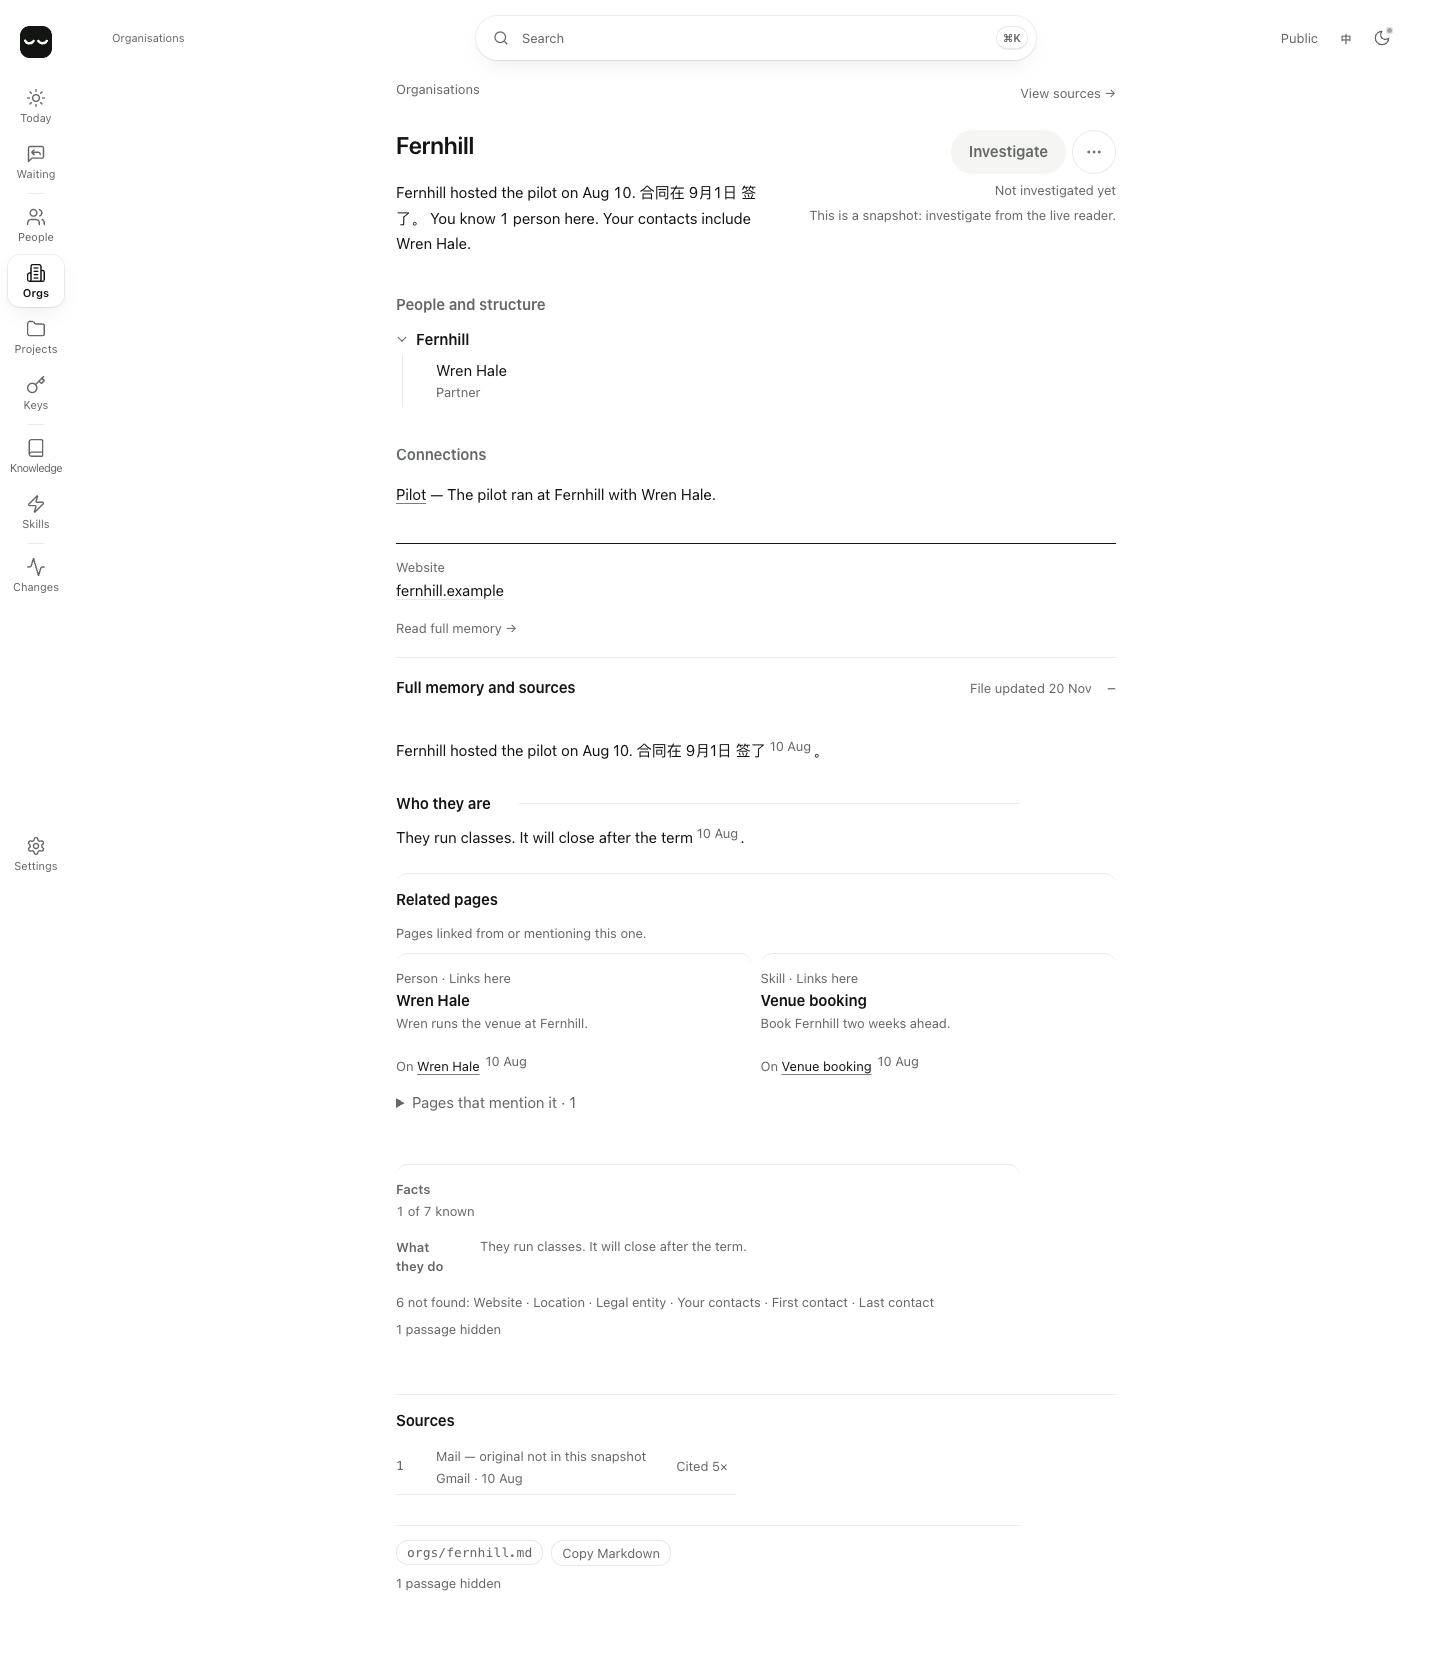 Organisations
Search
⌘K
Public
中
Today
Waiting
People
Orgs
Projects
Keys
Knowledge
Skills
Changes
Settings
Organisations
View sources →
Fernhill
Investigate
Not investigated yet
This is a snapshot: investigate from the live reader.
Fernhill hosted the pilot on Aug 10. 合同在 9月1日 签
了。 You know 1 person here. Your contacts include
Wren Hale.
People and structure
Fernhill
Wren Hale
Partner
Connections
Pilot — The pilot ran at Fernhill with Wren Hale.
Website
fernhill.example
Read full memory →
Full memory and sources
File updated 20 Nov –
Fernhill hosted the pilot on Aug 10. 合同在 9月1日 签了 10 Aug 。
Who they are
They run classes. It will close after the term 10 Aug .
Related pages
Pages linked from or mentioning this one.
Person · Links here
Wren Hale
Wren runs the venue at Fernhill.
On Wren Hale 10 Aug
Skill · Links here
Venue booking
Book Fernhill two weeks ahead.
On Venue booking 10 Aug
Pages that mention it · 1
Facts
1 of 7 known
What
they do
They run classes. It will close after the term.
6 not found: Website · Location · Legal entity · Your contacts · First contact · Last contact
1 passage hidden
Sources
1
Mail — original not in this snapshot
Gmail · 10 Aug
Cited 5×
orgs/fernhill.md
Copy Markdown
1 passage hidden